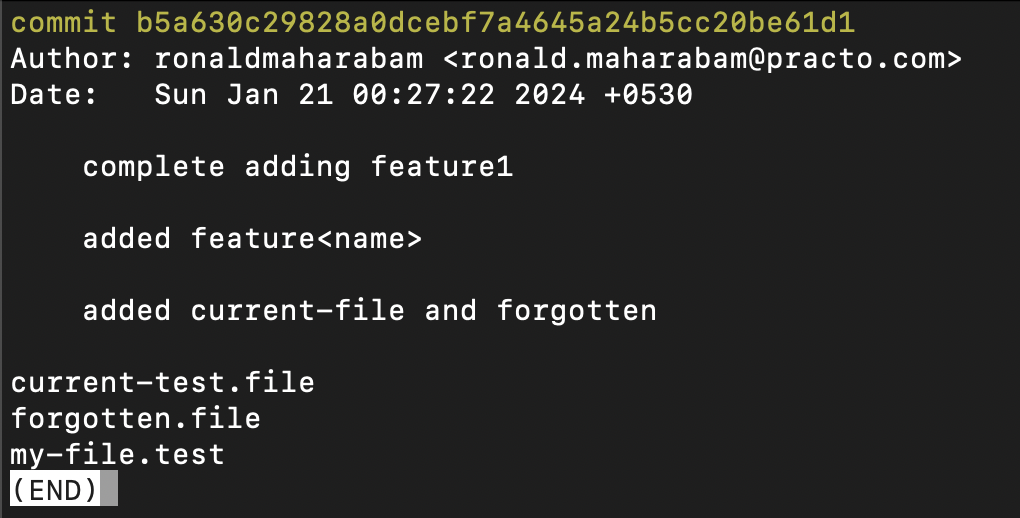 commit b5a630c29828a0dcebf7a4645a24b5cc20be61d1
Author: ronaldmaharabam <ronald.maharabam@practo.com>
Date:   Sun Jan 21 00:27:22 2024 +0530
complete adding feature1
added feature<name>
added current-file and forgotten
current-test.file
forgotten.file
my-file.test
(END)